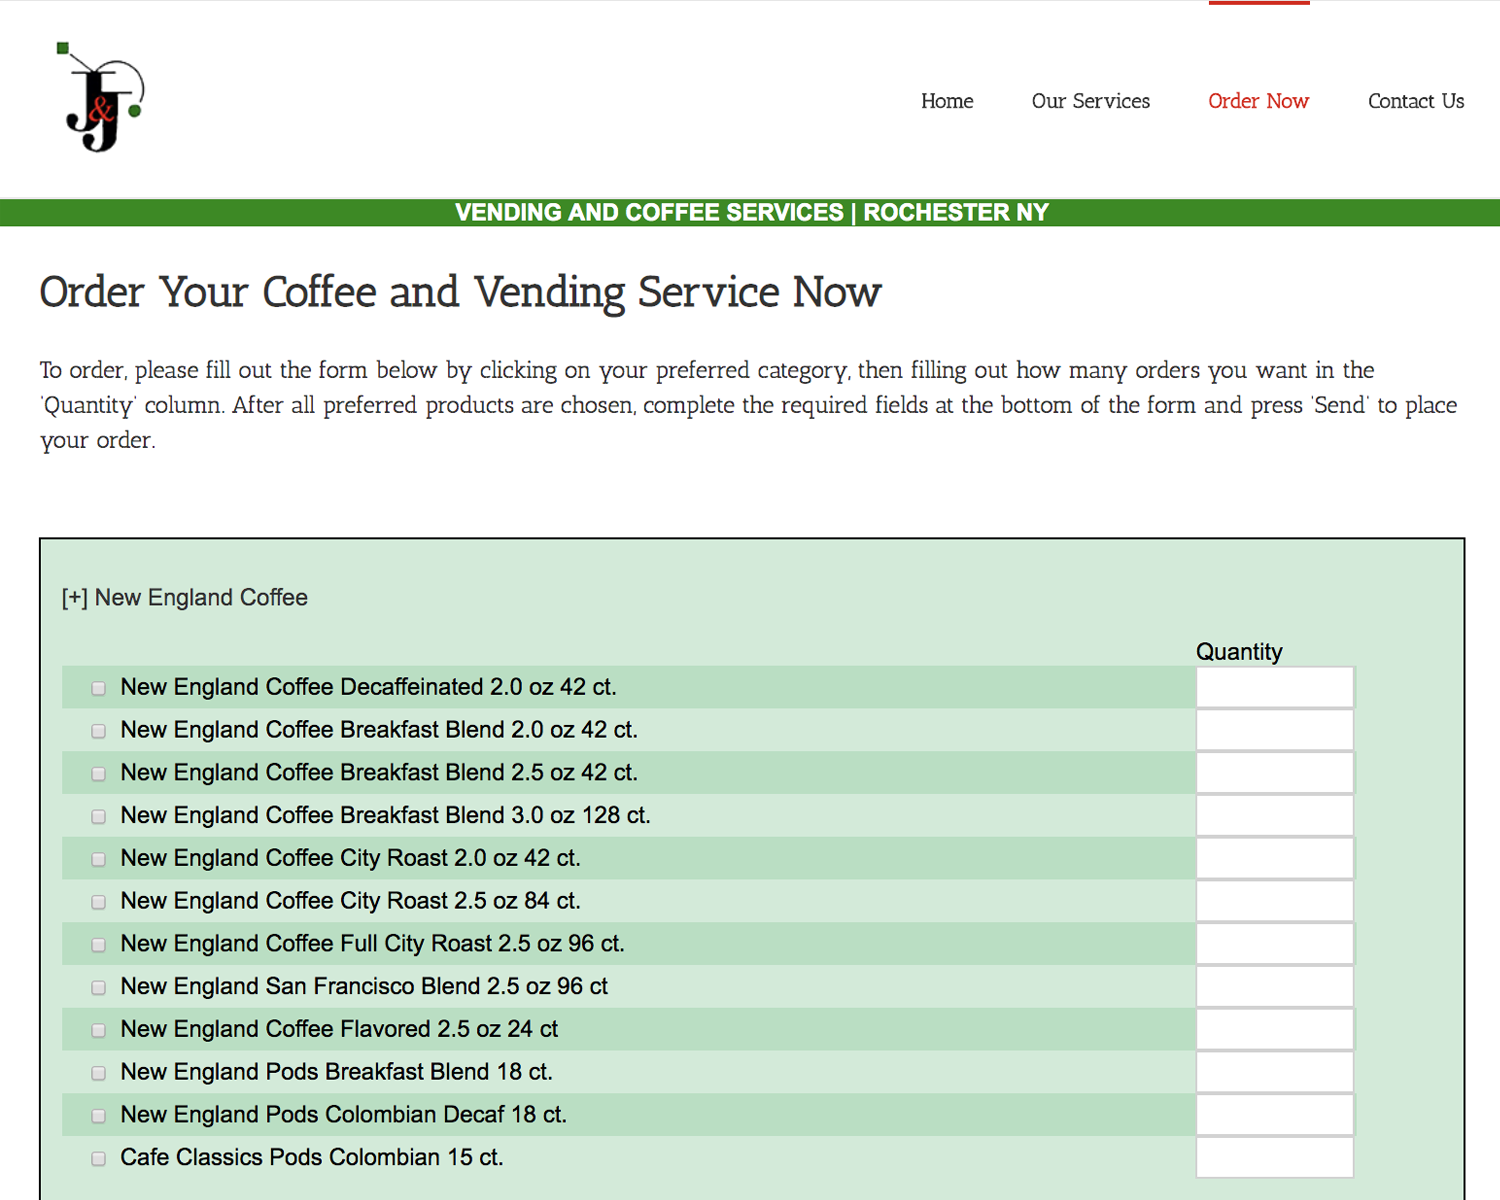 J&J
Home
Our Services
Order Now
Contact Us
VENDING AND COFFEE SERVICES | ROCHESTER NY
Order Your Coffee and Vending Service Now
To order, please fill out the form below by clicking on your preferred category, then filling out how many orders you want in the
'Quantity' column. After all preferred products are chosen, complete the required fields at the bottom of the form and press 'Send' to place
your order.
[+] New England Coffee
Quantity
New England Coffee Decaffeinated 2.0 oz 42 ct.
New England Coffee Breakfast Blend 2.0 oz 42 ct.
New England Coffee Breakfast Blend 2.5 oz 42 ct.
New England Coffee Breakfast Blend 3.0 oz 128 ct.
New England Coffee City Roast 2.0 oz 42 ct.
New England Coffee City Roast 2.5 oz 84 ct.
New England Coffee Full City Roast 2.5 oz 96 ct.
New England San Francisco Blend 2.5 oz 96 ct
New England Coffee Flavored 2.5 oz 24 ct
New England Pods Breakfast Blend 18 ct.
New England Pods Colombian Decaf 18 ct.
Cafe Classics Pods Colombian 15 ct.